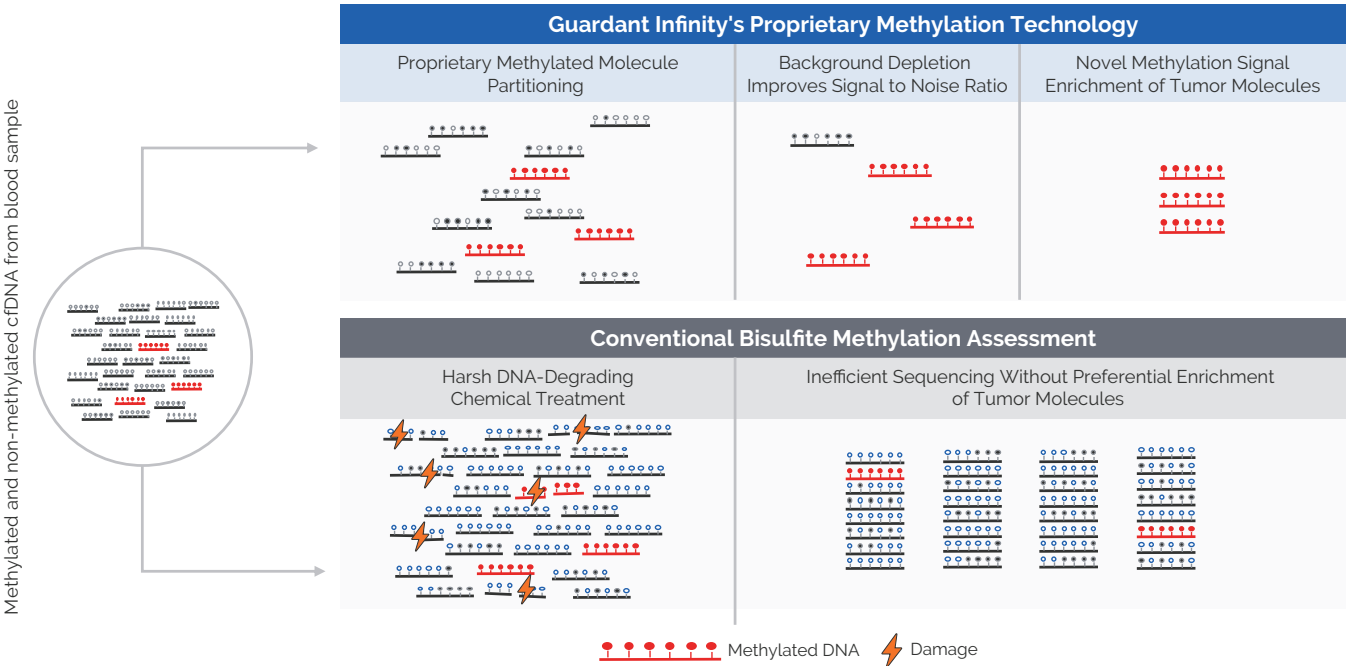 Methylated and non-methylated cfDNA from blood sample
Guardant Infinity's Proprietary Methylation Technology
Proprietary Methylated Molecule
Partitioning
Background Depletion
Improves Signal to Noise Ratio
Novel Methylation Signal
Enrichment of Tumor Molecules
Conventional Bisulfite Methylation Assessment
Harsh DNA-Degrading
Chemical Treatment
Inefficient Sequencing Without Preferential Enrichment
of Tumor Molecules
Methylated DNA
Damage